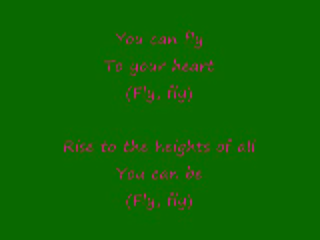 You can fly
To your heart
(Fly, fly)
Rise to the heights of all
You can be
(Fly, fly)